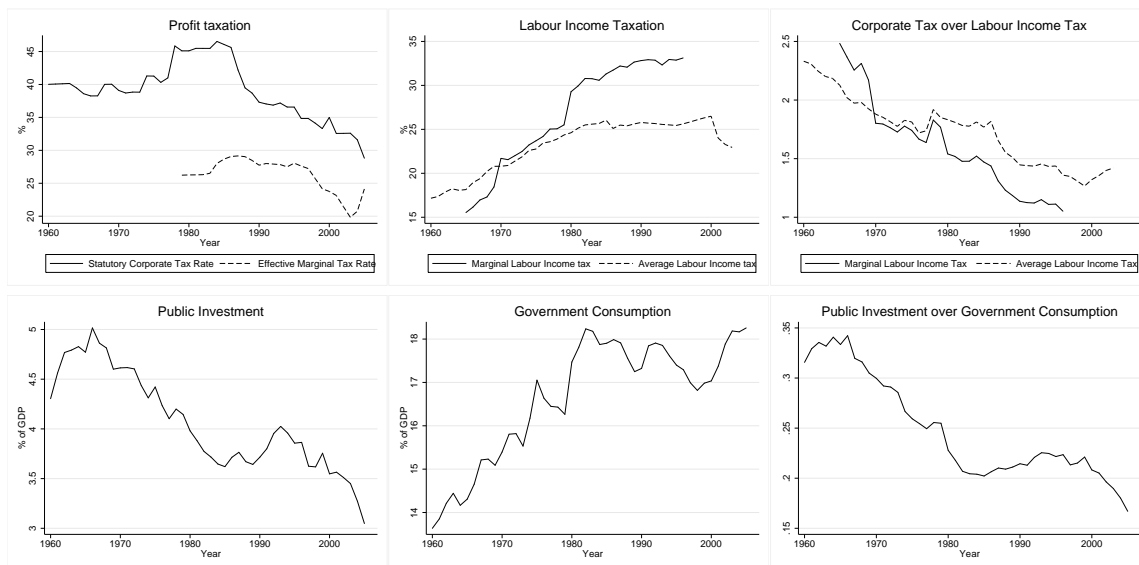 Profit taxation
%
45
40
35
30
25
20
1960 1970 1980 1990 2000
Year
Statutory Corporate Tax Rate Effective Marginal Tax Rate
Labour Income Taxation
%
35
30
25
20
15
1960 1970 1980 1990 2000
Year
Marginal Labour Income tax Average Labour Income tax
Corporate Tax over Labour Income Tax
2.5
2
1.5
1
1960 1970 1980 1990 2000
Year
Marginal Labour Income Tax Average Labour Income Tax
Public Investment
% of GDP
5
4.5
4
3.5
3
1960 1970 1980 1990 2000
Year
Government Consumption
% of GDP
18
17
16
15
14
1960 1970 1980 1990 2000
Year
Public Investment over Government Consumption
.35
.3
.25
.2
.15
1960 1970 1980 1990 2000
Year